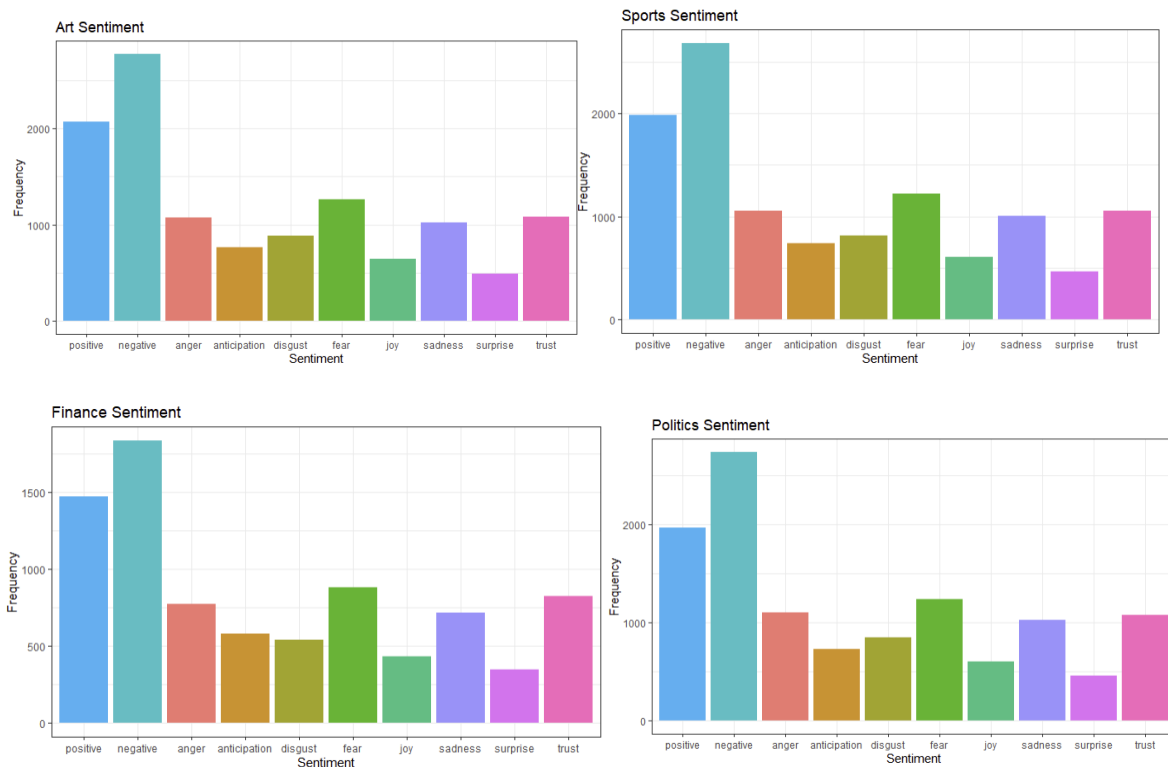 Art Sentiment
Frequency
2000
1000
0
positive negative anger anticipation disgust fear joy sadness surprise trust
Sentiment
Sports Sentiment
Frequency
2000
1000
0
positive negative anger anticipation disgust fear joy sadness surprise trust
Sentiment
Finance Sentiment
Frequency
1500
1000
500
0
positive negative anger anticipation disgust fear joy sadness surprise trust
Sentiment
Politics Sentiment
Frequency
2000
1000
0
positive negative anger anticipation disgust fear joy sadness surprise trust
Sentiment